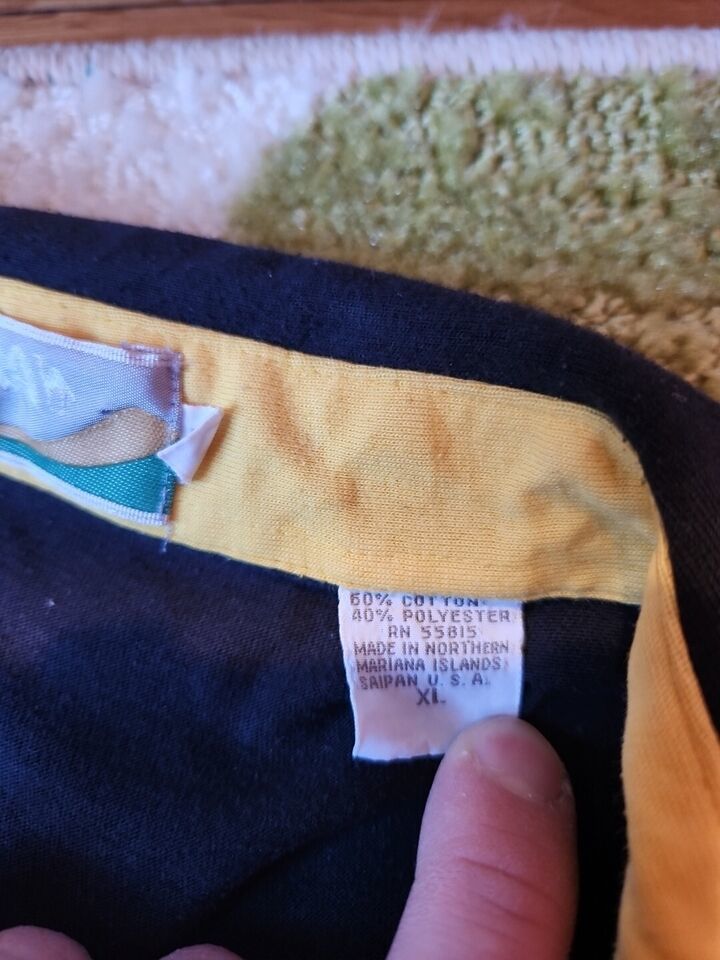 60% COTTON
40% POLYESTER
RN 55815
MADE IN NORTHERN
MARIANA ISLANDS
SAIPAN U. S. A.
XL